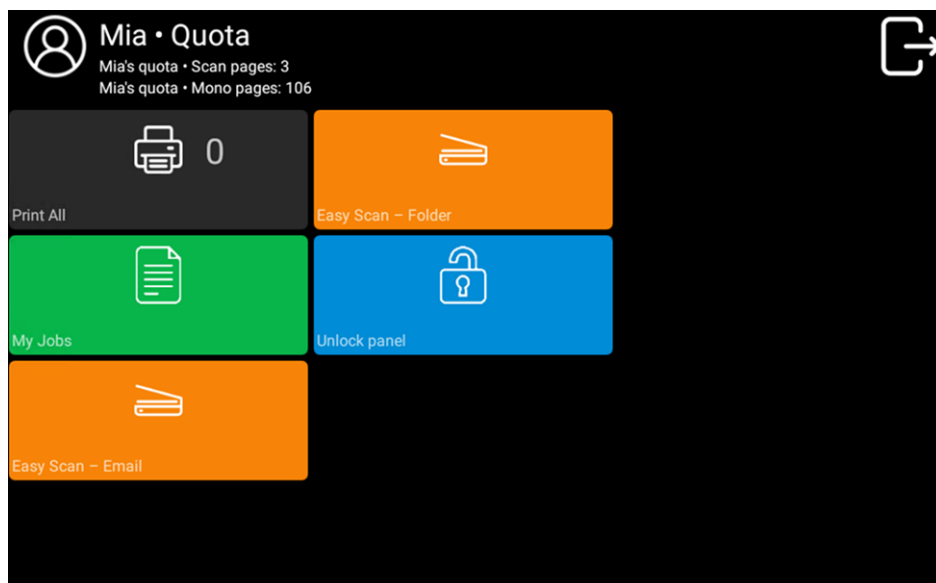 Mia • Quota
Mia's quota • Scan pages: 3
Mia's quota • Mono pages: 106
0
Print All
Easy Scan – Folder
My Jobs
Unlock panel
Easy Scan – Email